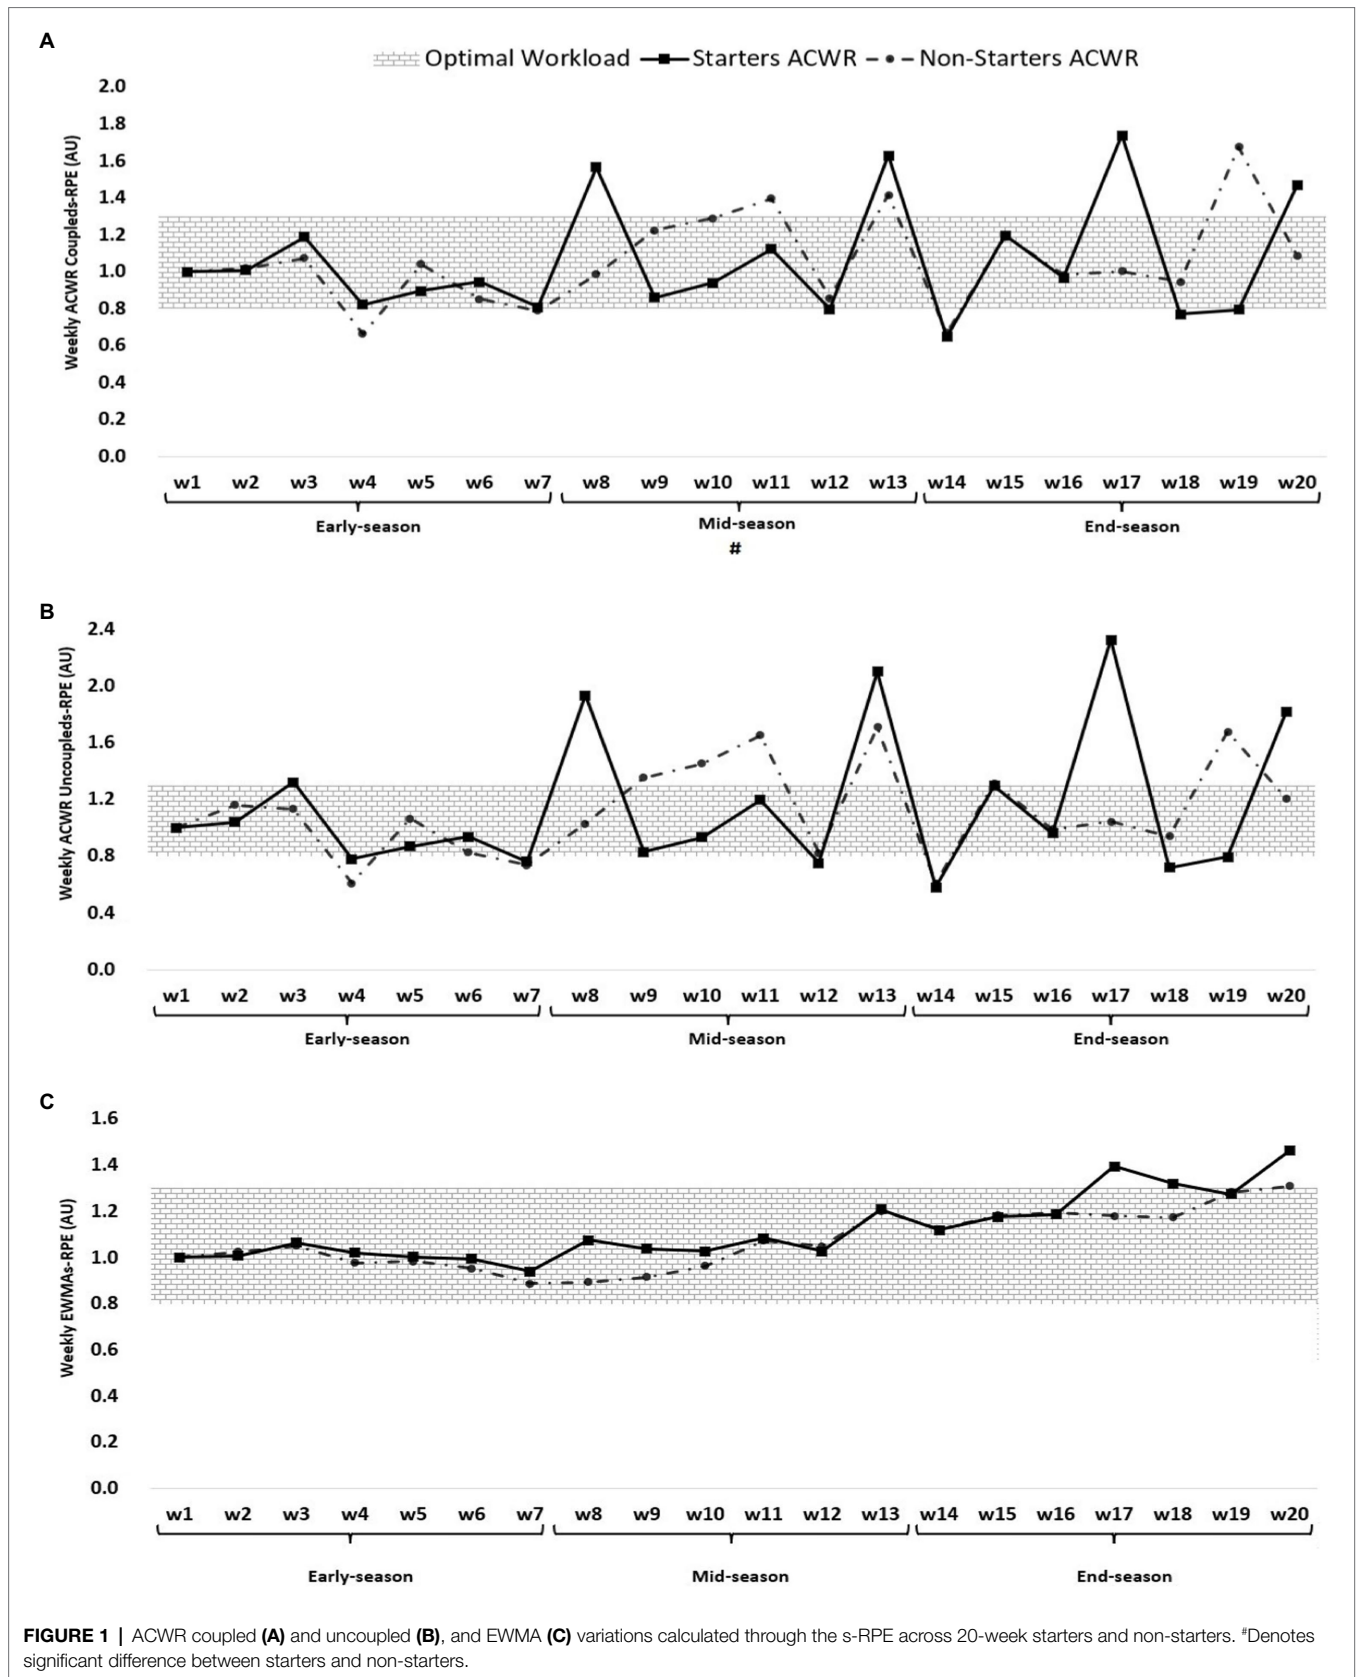 A
Optimal Workload Starters ACWR Non-Starters ACWR
Weekly ACWR Coupleds-RPE (AU)
2.0
1.8
1.6
1.4
1.2
1.0
0.8
0.6
0.4
0.2
0.0
w1 w2 w3 w4 w5 w6 w7 w8 w9 w10 w11 w12 w13 w14 w15 w16 w17 w18 w19 w20
Early-season Mid-season End-season
#
B
Weekly ACWR Uncoupleds-RPE (AU)
2.4
2.0
1.6
1.2
0.8
0.4
0.0
w1 w2 w3 w4 w5 w6 w7 w8 w9 w10 w11 w12 w13 w14 w15 w16 w17 w18 w19 w20
Early-season Mid-season End-season
C
Weekly EWMAs-RPE (AU)
1.6
1.4
1.2
1.0
0.8
0.6
0.4
0.2
0.0
w1 w2 w3 w4 w5 w6 w7 w8 w9 w10 w11 w12 w13 w14 w15 w16 w17 w18 w19 w20
Early-season Mid-season End-season
FIGURE 1 | ACWR coupled (A) and uncoupled (B), and EWMA (C) variations calculated through the s-RPE across 20-week starters and non-starters. #Denotes
significant difference between starters and non-starters.